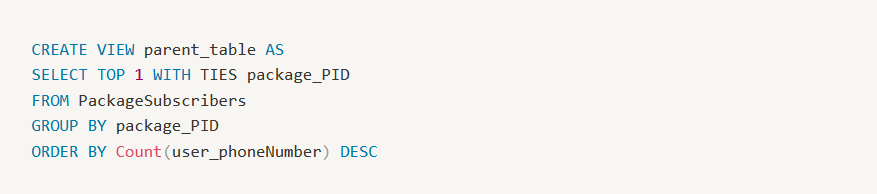 CREATE VIEW parent_table AS
SELECT TOP 1 WITH TIES package_PID
FROM PackageSubscribers
GROUP BY package_PID
ORDER BY Count(user_phoneNumber) DESC